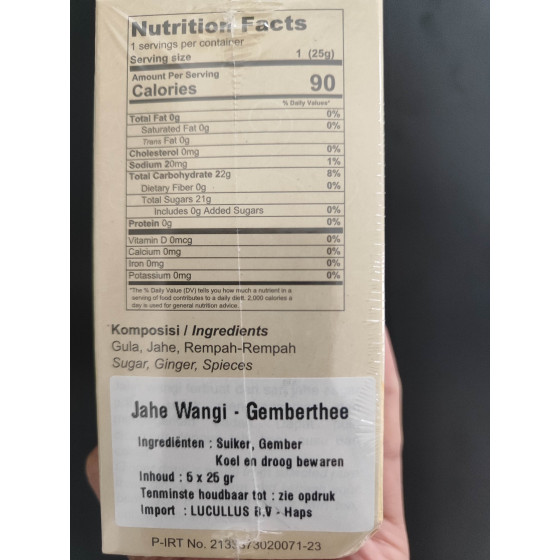 Nutrition Facts
1 servings per container
Serving size 1 (25g)
Amount Per Serving
Calories 90
% Daily Values*
Total Fat 0g 0%
Saturated Fat 0g 0%
Trans Fat 0g
Cholesterol 0mg 0%
Sodium 20mg 1%
Total Carbohydrate 22g 8%
Dietary Fiber 0g 0%
Total Sugars 21g
Includes 0g Added Sugars 0%
Protein 0g 0%
Vitamin D 0mcg 0%
Calcium 0mg 0%
Iron 0mg 0%
Potassium 0mg 0%
*The % Daily Value (DV) tells you how much a nutrient in a
serving of food contributes to a daily diett. 2,000 calories a
day is used for general nutrition advice.
Komposisi / Ingredients
Gula, Jahe, Rempah-Rempah
Sugar, Ginger, Spieces
Jahe Wangi - Gemberthee
Ingrediënten : Suiker, Gember
Koel en droog bewaren
Inhoud : 5 x 25 gr
Tenminste houdbaar tot : zie opdruk
Import : LUCULLUS B.V - Haps
P-IRT No.